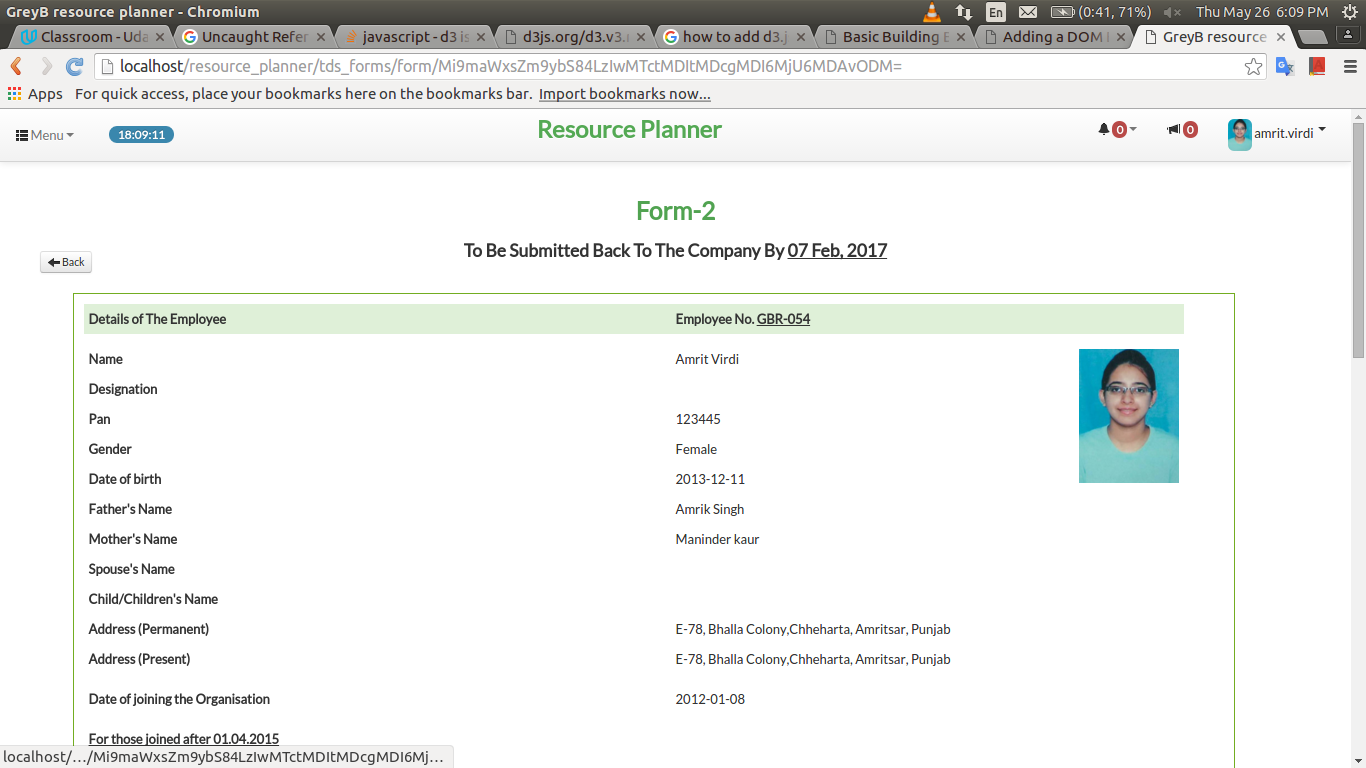 GreyB resource planner - Chromium
En
(0:41, 71%)
Thu May 26 6:09 PM
Classroom - Uda
Uncaught Refer
javascript - d3 is
d3js.org/d3.v3.
how to add d3.j
Basic Building
Adding a DOM
GreyB resource
localhost/resource_planner/tds_forms/form/Mi9maWxsZm9ybS84LzIwMTctMDItMDcgMDI6MjU6MDAvODM=
Apps
For quick access, place your bookmarks here on the bookmarks bar. Import bookmarks now...
Menu
18:09:11
Resource Planner
0
0
amrit.virdi
Form-2
To Be Submitted Back To The Company By 07 Feb, 2017
Back
Details of The Employee Employee No. GBR-054
Name Amrit Virdi
Designation
Pan 123445
Gender Female
Date of birth 2013-12-11
Father's Name Amrik Singh
Mother's Name Maninder kaur
Spouse's Name
Child/Children's Name
Address (Permanent) E-78, Bhalla Colony,Chheharta, Amritsar, Punjab
Address (Present) E-78, Bhalla Colony,Chheharta, Amritsar, Punjab
Date of joining the Organisation 2012-01-08
For those joined after 01.04.2015
localhost/.../Mi9maWxsZm9ybS84LzIwMTctMDItMDcgMDI6Mj...